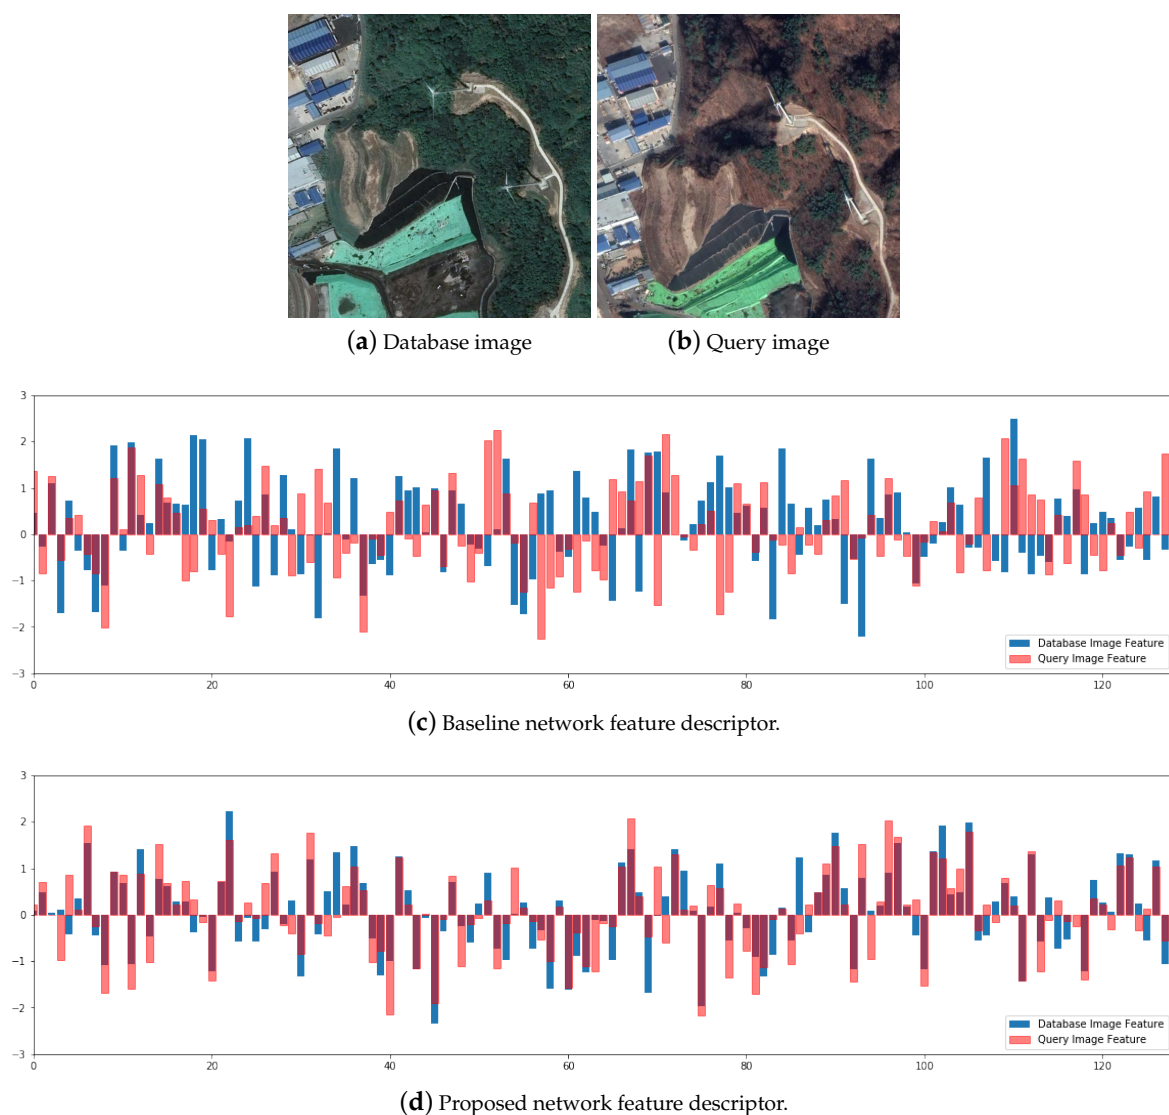 (a) Database image
(b) Query image
3
2
1
0
−1
−2
−3
0 20 40 60 80 100 120
Database Image Feature
Query Image Feature
(c) Baseline network feature descriptor.
3
2
1
0
−1
−2
−3
0 20 40 60 80 100 120
Database Image Feature
Query Image Feature
(d) Proposed network feature descriptor.